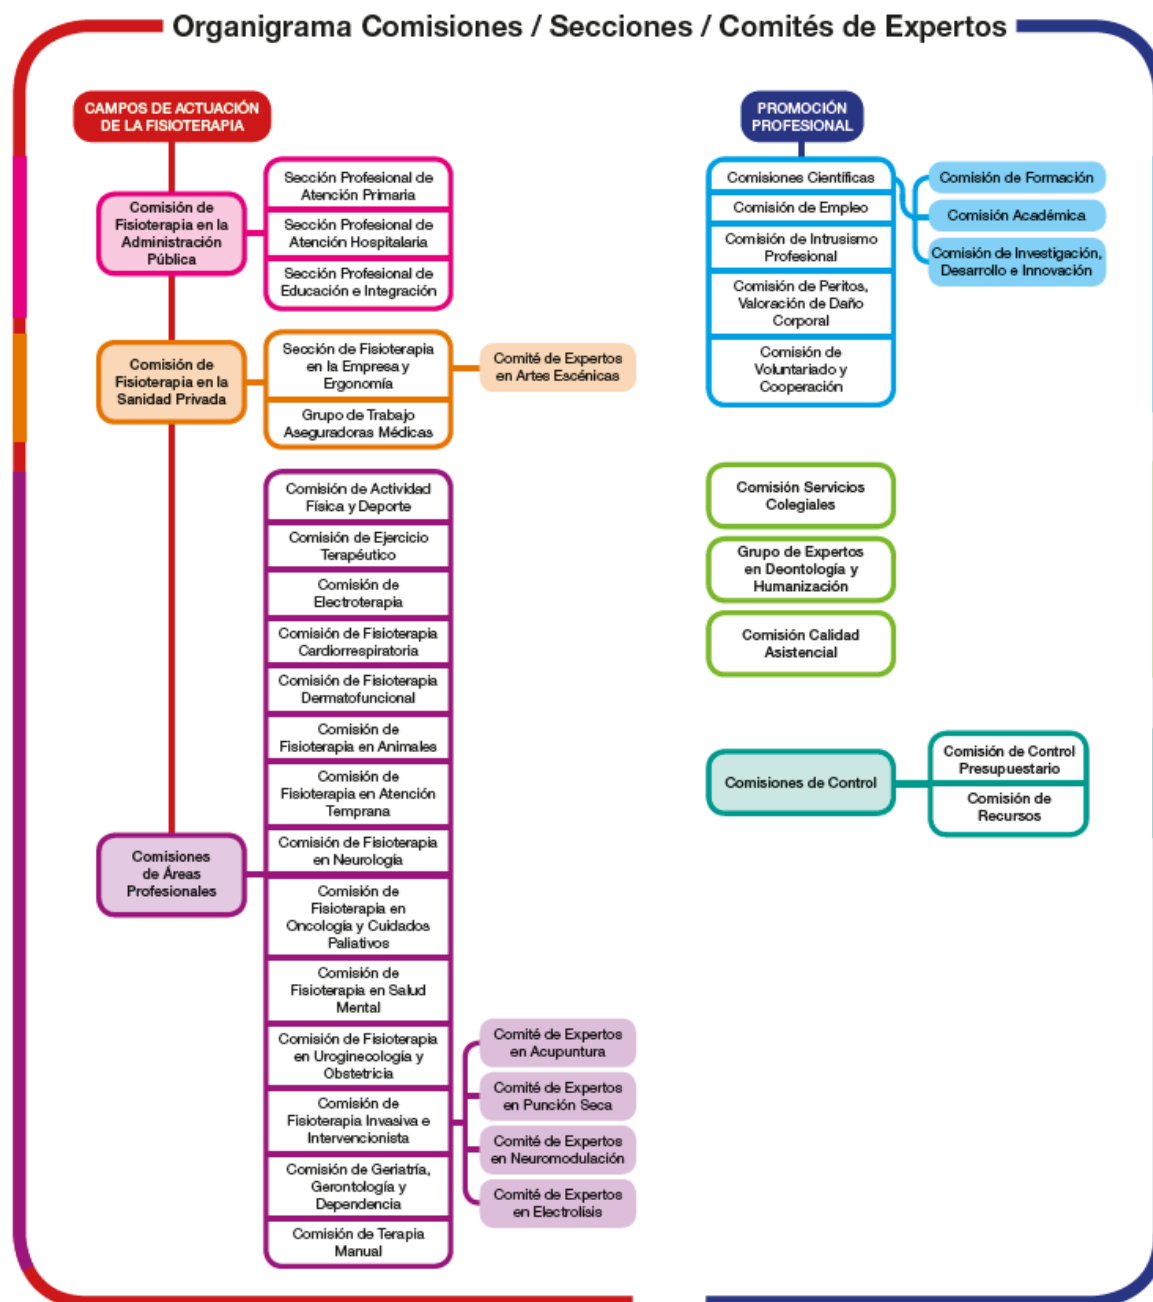 Organigrama Comisiones / Secciones / Comités de Expertos
CAMPOS DE ACTUACIÓN
DE LA FISIOTERAPIA
Comisión de
Fisioterapia en la
Administración
Pública
Sección Profesional de
Atención Primaria
Sección Profesional de
Atención Hospitalaria
Sección Profesional de
Educación e Integración
Comisión de
Fisioterapia en la
Sanidad Privada
Sección de Fisioterapia
en la Empresa y
Ergonomía
Grupo de Trabajo
Aseguradoras Médicas
Comité de Expertos
en Artes Escénicas
Comisiones
de Áreas
Profesionales
Comisión de Actividad
Física y Deporte
Comisión de Ejercicio
Terapéutico
Comisión de
Electroterapia
Comisión de Fisioterapia
Cardiorrespiratoria
Comisión de Fisioterapia
Dermatofuncional
Comisión de
Fisioterapia en Animales
Comisión de
Fisioterapia en Atención
Temprana
Comisión de Fisioterapia
en Neurología
Comisión de
Fisioterapia en
Oncología y Cuidados
Paliativos
Comisión de
Fisioterapia en Salud
Mental
Comisión de Fisioterapia
en Uroginecología y
Obstetricia
Comisión de
Fisioterapia Invasiva e
Intervencionista
Comisión de Geriatría,
Gerontología y
Dependencia
Comisión de Terapia
Manual
Comité de Expertos
en Acupuntura
Comité de Expertos
en Punción Seca
Comité de Expertos
en Neuromodulación
Comité de Expertos
en Electrolísis
PROMOCIÓN
PROFESIONAL
Comisiones Científicas
Comisión de Empleo
Comisión de Intrusismo
Profesional
Comisión de Peritos,
Valoración de Daño
Corporal
Comisión de
Voluntariado y
Cooperación
Comisión de Formación
Comisión Académica
Comisión de Investigación,
Desarrollo e Innovación
Comisión Servicios
Colegiales
Grupo de Expertos
en Deontología y
Humanización
Comisión Calidad
Asistencial
Comisiones de Control
Comisión de Control
Presupuestario
Comisión de
Recursos